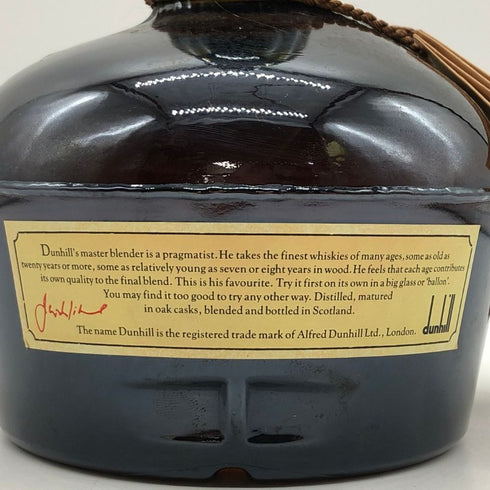 Dunhill's master blender is a pragmatist. He takes the finest whiskies of many ages, some as old as
twenty years or more, some as relatively young as seven or eight years in wood. He feels that each age contributes
its own quality to the final blend. This is his favourite. Try it first on its own in a big glass or 'ballon'.
You may find it too good to try any other way. Distilled, matured
in oak casks, blended and bottled in Scotland.
The name Dunhill is the registered trade mark of Alfred Dunhill Ltd., London.
dunhill